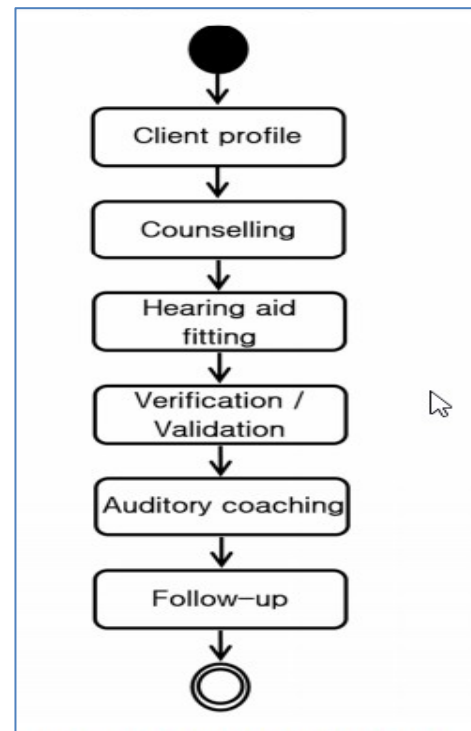 Client profile
Counselling
Hearing aid
fitting
Verification /
Validation
Auditory coaching
Follow-up